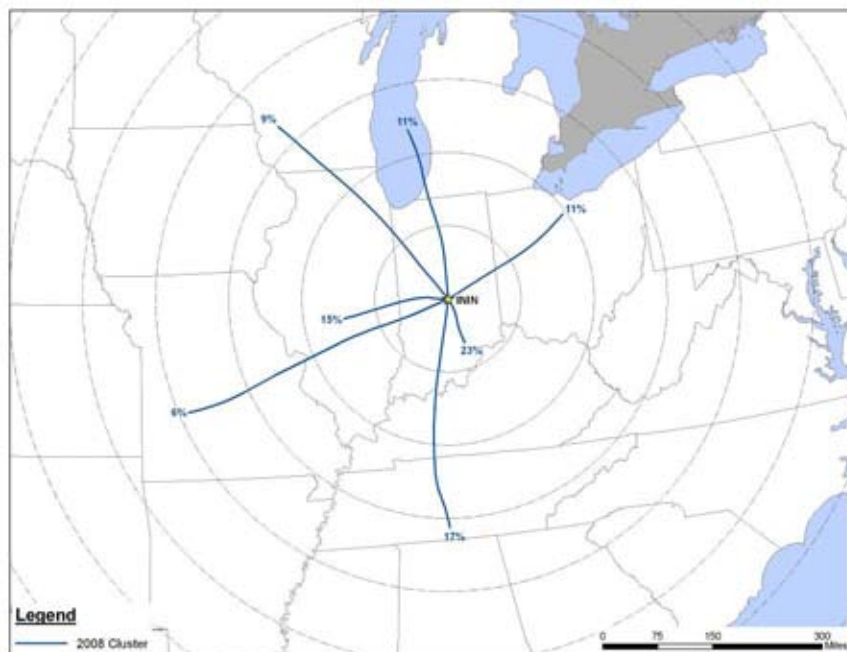 9%
11%
11%
ININ
15%
23%
6%
17%
Legend
2008 Cluster
0 75 150 300
Miles